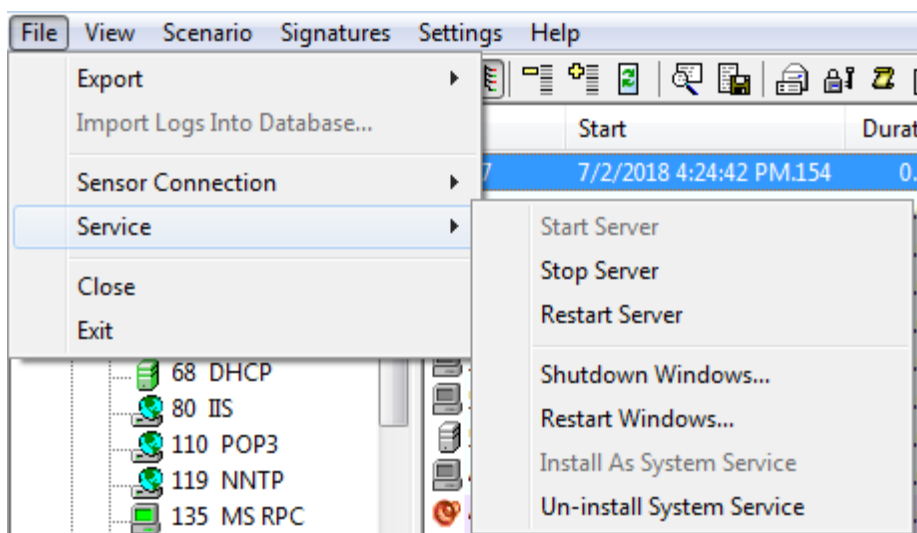 File View Scenario Signatures Settings Help
Export
Import Logs Into Database...
Sensor Connection
Service
Close
Exit
Start Durat
7 7/2/2018 4:24:42 PM.154 0.
Start Server
Stop Server
Restart Server
Shutdown Windows...
Restart Windows...
Install As System Service
Un-install System Service
68 DHCP
80 IIS
110 POP3
119 NNTP
135 MS RPC